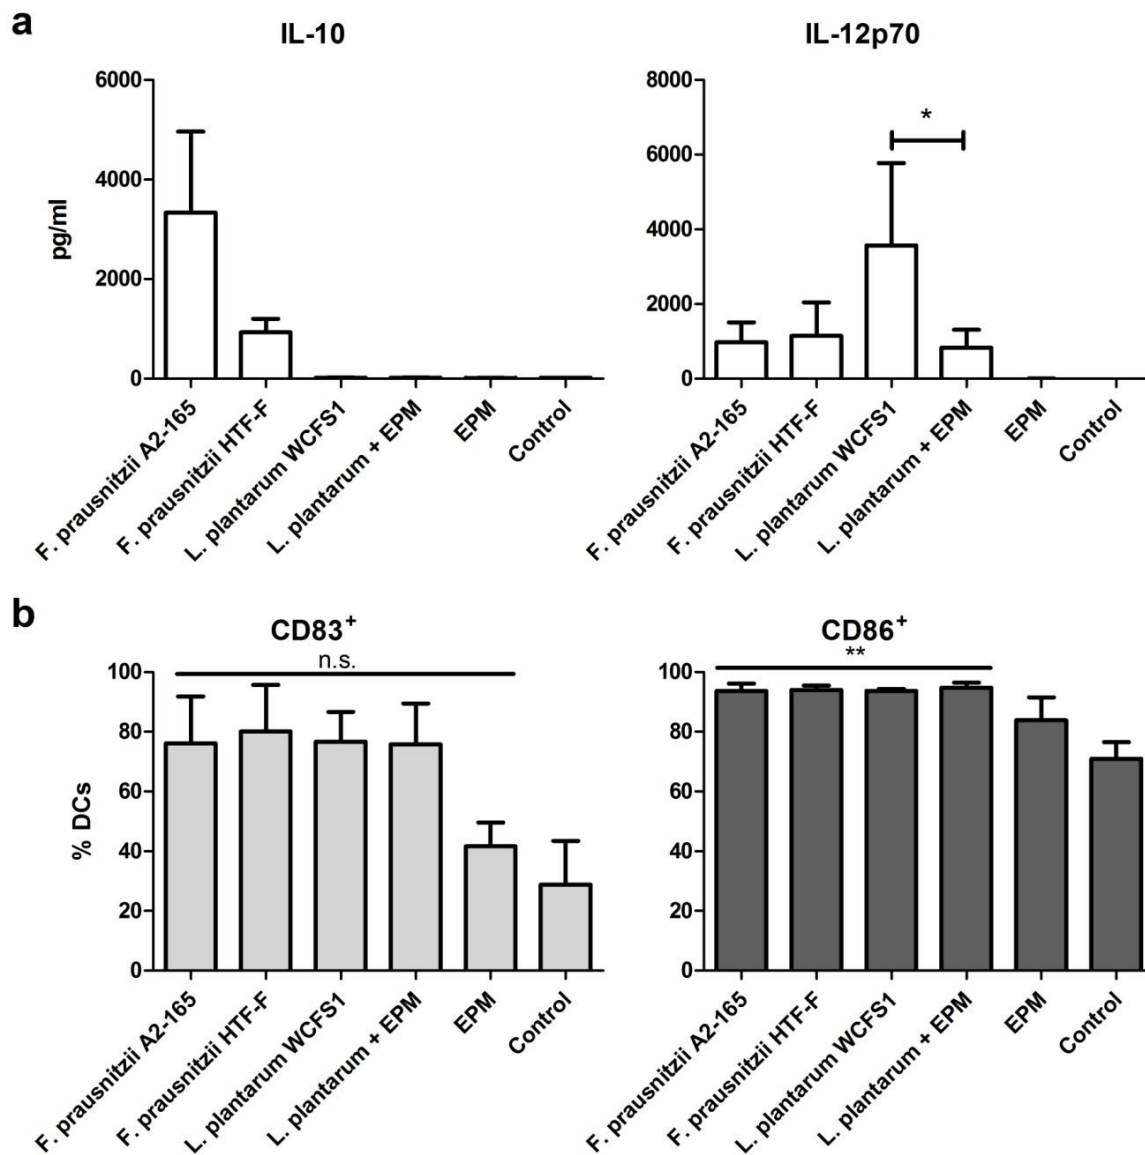 a
IL-10
6000
4000
2000
0
pg/ml
F. prausnitzii A2-165
F. prausnitzii HTF-F
L. plantarum WCFS1
L. plantarum + EPM
EPM
Control
IL-12p70
8000
6000
4000
2000
0
*
F. prausnitzii A2-165
F. prausnitzii HTF-F
L. plantarum WCFS1
L. plantarum + EPM
EPM
Control
b
CD83⁺
n.s.
100
80
60
40
20
0
% DCs
F. prausnitzii A2-165
F. prausnitzii HTF-F
L. plantarum WCFS1
L. plantarum + EPM
EPM
Control
CD86⁺
**
100
80
60
40
20
0
F. prausnitzii A2-165
F. prausnitzii HTF-F
L. plantarum WCFS1
L. plantarum + EPM
EPM
Control